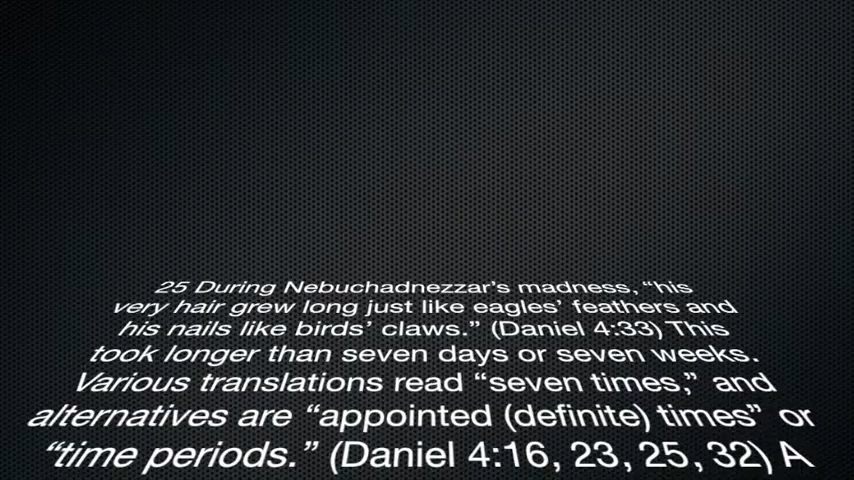 25 During Nebuchadnezzar's madness, “his
very hair grew long just like eagles’ feathers and
his nails like birds’ claws.” (Daniel 4:33) This
took longer than seven days or seven weeks.
Various translations read “seven times,” and
alternatives are “appointed (definite) times” or
“time periods.” (Daniel 4:16, 23, 25, 32) A